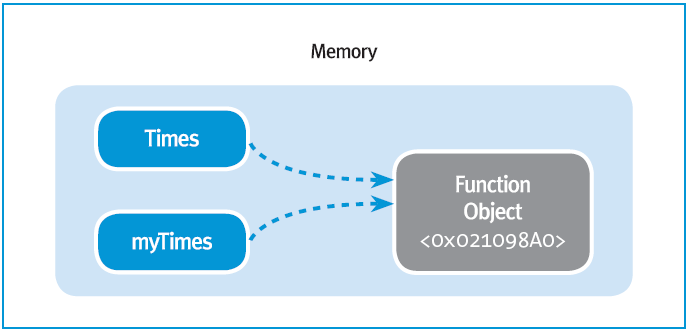 Memory
Times
myTimes
Function
Object
<0x021098A0>